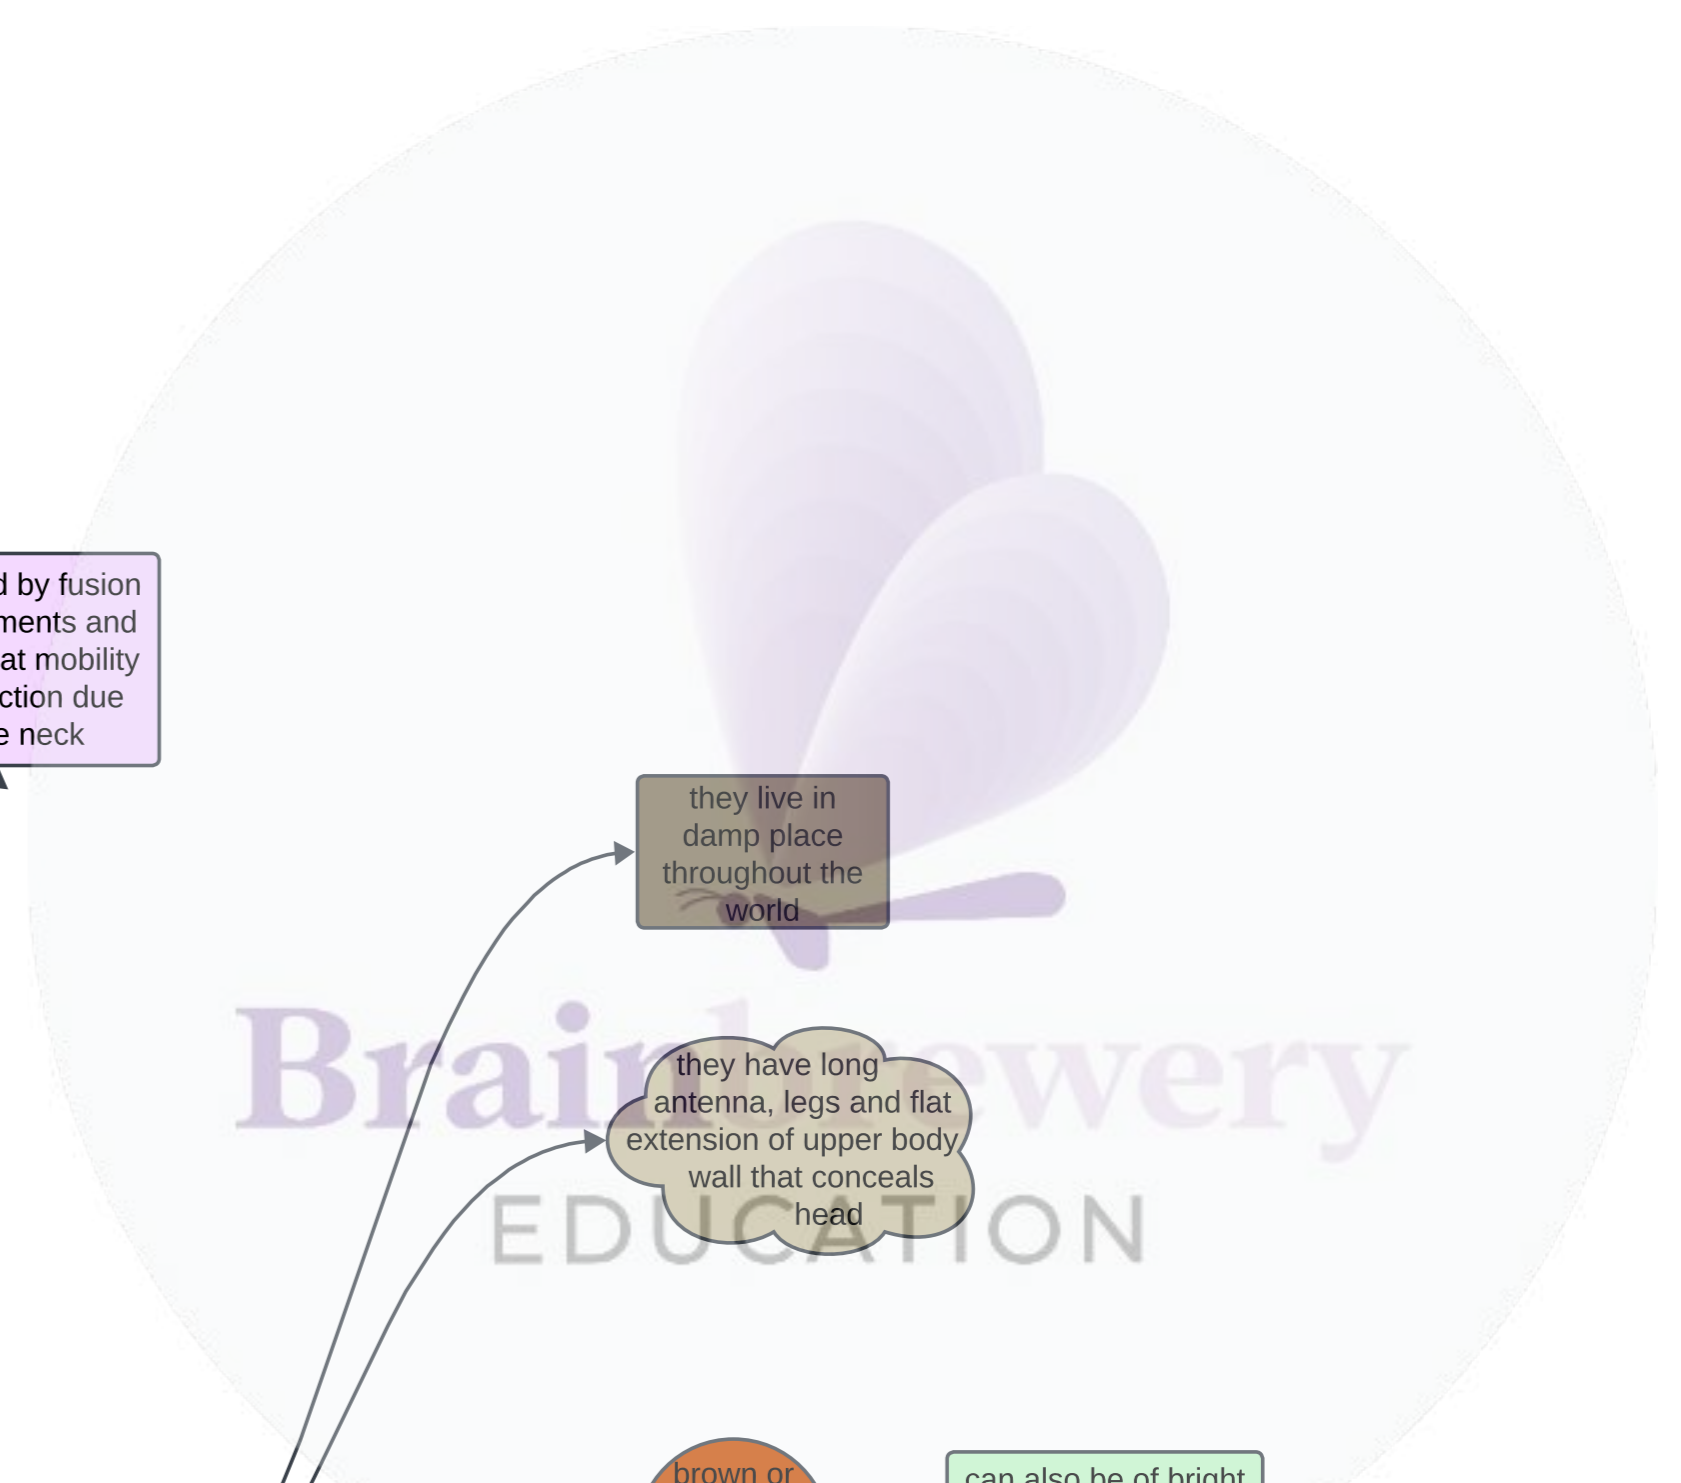 by fusion
and
at mobility
due
neck
they live in
damp place
throughout the
world
Brainbrewery
EDUCATION
they have long
antenna, legs and flat
extension of upper body
wall that conceals
head
brown or
can also be of bright